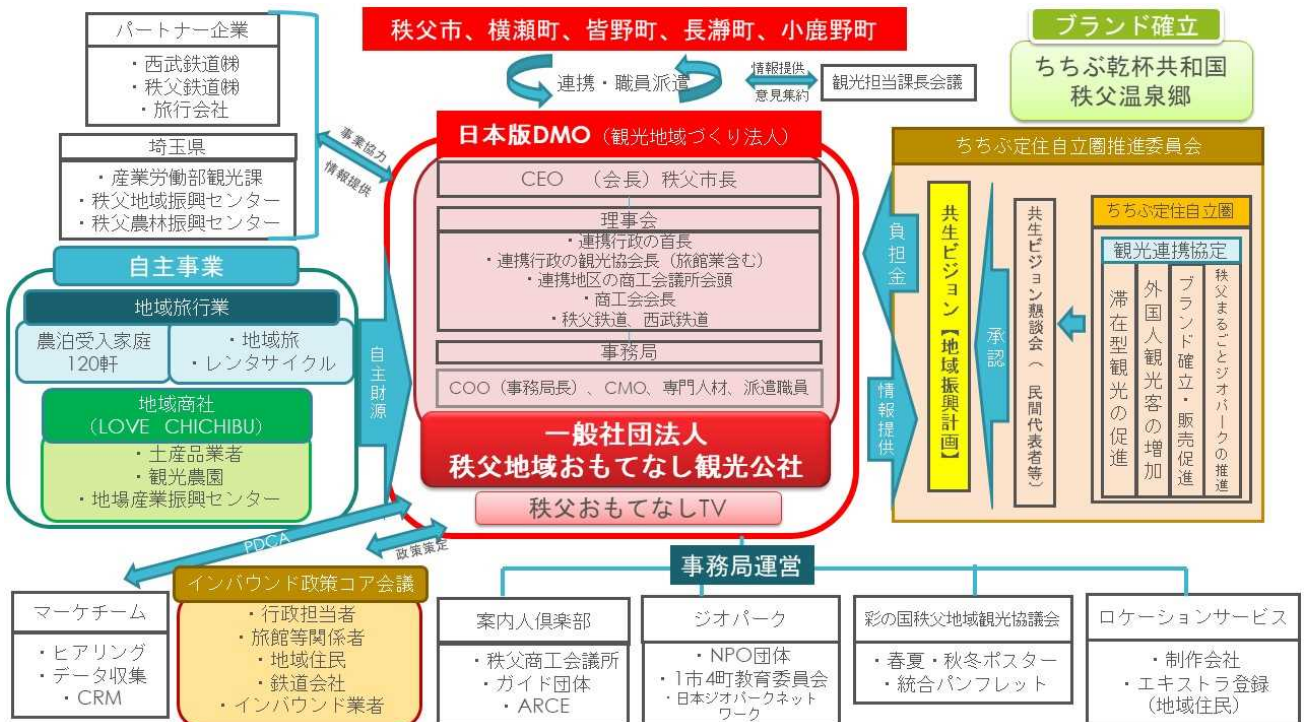 秩父市、横瀬町、皆野町、長瀞町、小鹿野町
連携・職員派遣
情報提供
意見集約
観光担当課長会議
ブランド確立
ちちぶ乾杯共和国
秩父温泉郷
パートナー企業
・西武鉄道㈱
・秩父鉄道㈱
・旅行会社
埼玉県
・産業労働部観光課
・秩父地域振興センター
・秩父農林振興センター
事業協力
情報提供
日本版DMO（観光地域づくり法人）
CEO （会長）秩父市長
理事会
・連携行政の首長
・連携行政の観光協会長（旅館業含む）
・連携地区の商工会議所会頭
・商工会会長
・秩父鉄道、西武鉄道
事務局
COO（事務局長）、CMO、専門人材、派遣職員
一般社団法人
秩父地域おもてなし観光公社
秩父おもてなしTV
自主事業
地域旅行業
農泊受入家庭
120軒
・地域旅
・レンタサイクル
地域商社
（LOVE CHICHIBU）
・土産品業者
・観光農園
・地場産業振興センター
自主財源
負担金
情報提供
ちちぶ定住自立圏推進委員会
共生ビジョン【地域振興計画】
承認
共生ビジョン懇談会（ 民間代表者等）
ちちぶ定住自立圏
観光連携協定
滞在型観光の促進
外国人観光客の増加
ブランド確立・販売促進
秩父まるごとジオパークの推進
PDCA
政策策定
事務局運営
マーケチーム
・ヒアリング
・データ収集
・CRM
インバウンド政策コア会議
・行政担当者
・旅館等関係者
・地域住民
・鉄道会社
・インバウンド業者
案内人倶楽部
・秩父商工会議所
・ガイド団体
・ARCE
ジオパーク
・NPO団体
・1市4町教育委員会
・日本ジオパークネット
ワーク
彩の国秩父地域観光協議会
・春夏・秋冬ポスター
・統合パンフレット
ロケーションサービス
・制作会社
・エキストラ登録
（地域住民）